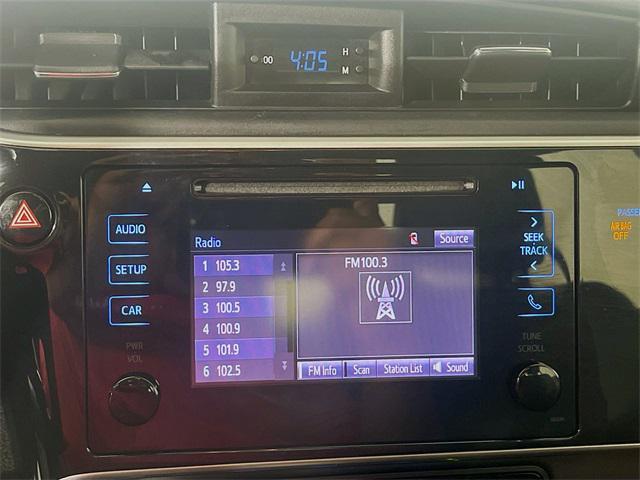 :00 4:05 H
M
AUDIO
SETUP
CAR
PWR
VOL
Radio
Source
1 105.3
2 97.9
3 100.5
4 100.9
5 101.9
6 102.5
FM100.3
FM Info
Scan
Station List
Sound
SEEK
TRACK
TUNE
SCROLL
PASSE
AIR BAG
OFF